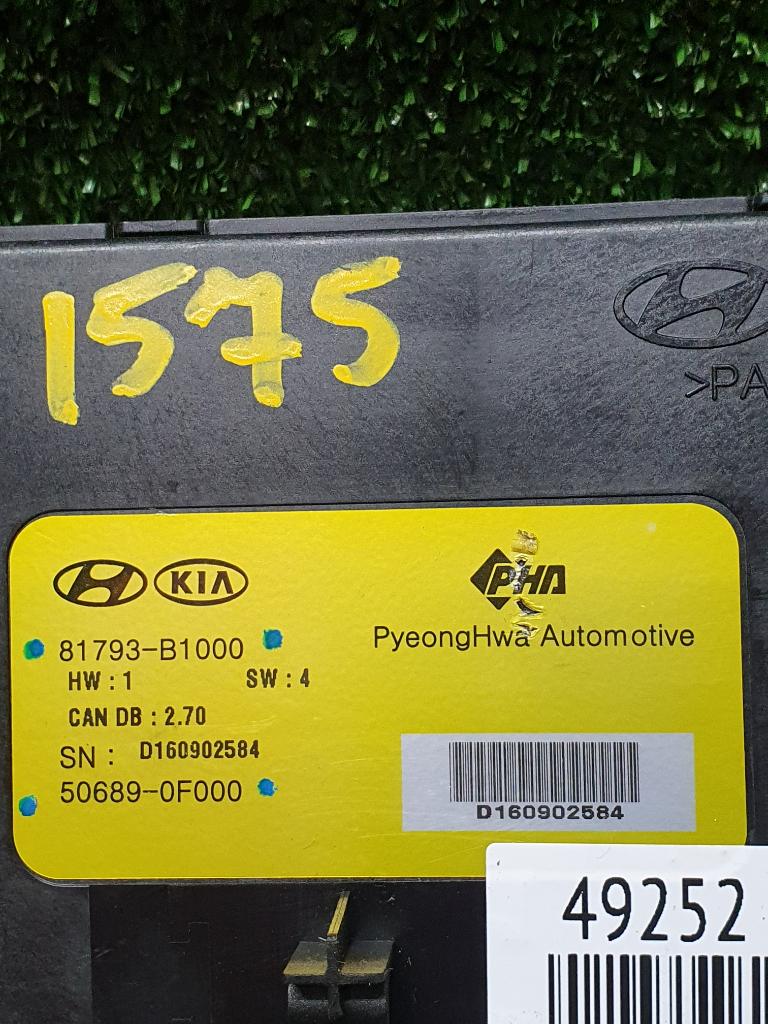 1575
>PA
KIA
PHA
81793-B1000
PyeongHwa Automotive
HW : 1 SW : 4
CAN DB : 2.70
SN : D160902584
50689-0F000
D160902584
49252